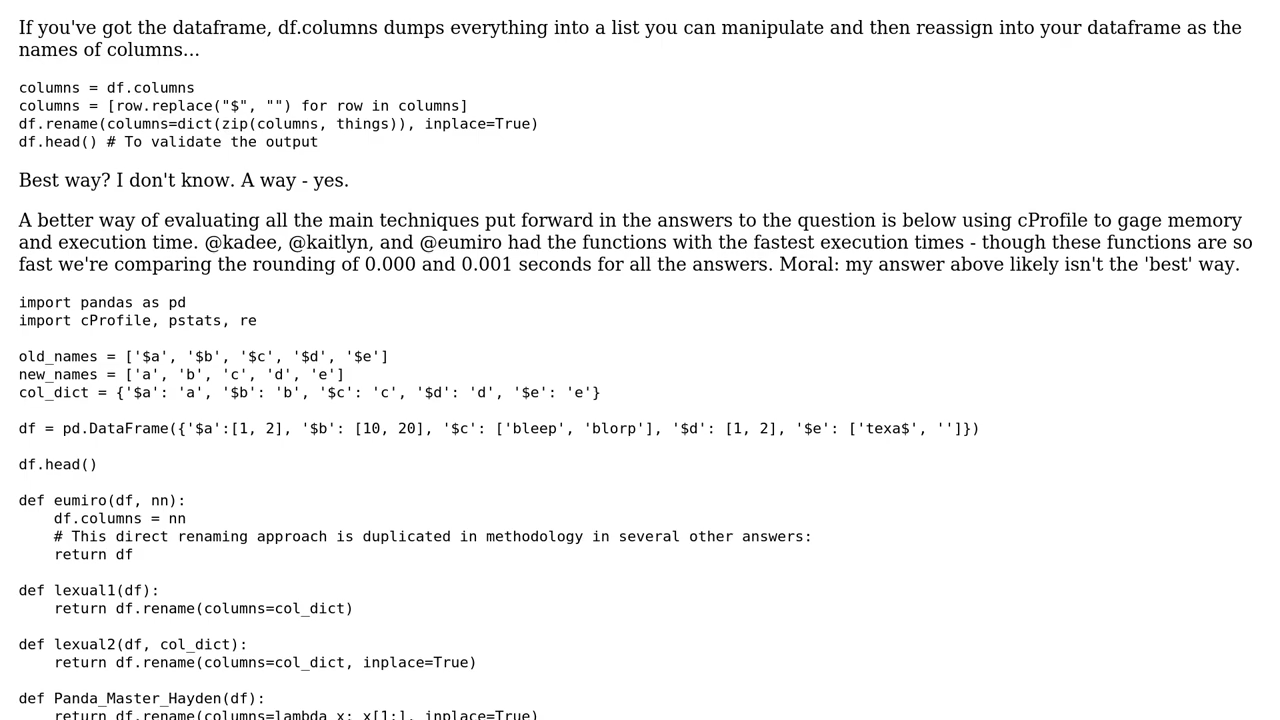 If you've got the dataframe, df.columns dumps everything into a list you can manipulate and then reassign into your dataframe as the
names of columns...
columns = df.columns
columns = [row.replace("$", "") for row in columns]
df.rename(columns=dict(zip(columns, things)), inplace=True)
df.head() # To validate the output
Best way? I don't know. A way - yes.
A better way of evaluating all the main techniques put forward in the answers to the question is below using cProfile to gage memory
and execution time. @kadee, @kaitlyn, and @eumiro had the functions with the fastest execution times - though these functions are so
fast we're comparing the rounding of 0.000 and 0.001 seconds for all the answers. Moral: my answer above likely isn't the 'best' way.
import pandas as pd
import cProfile, pstats, re
old_names = ['$a', '$b', '$c', '$d', '$e']
new_names = ['a', 'b', 'c', 'd', 'e']
col_dict = {'$a': 'a', '$b': 'b', '$c': 'c', '$d': 'd', '$e': 'e'}
df = pd.DataFrame({'$a':[1, 2], '$b': [10, 20], '$c': ['bleep', 'blorp'], '$d': [1, 2], '$e': ['texa$', '']})
df.head()
def eumiro(df, nn):
    df.columns = nn
    # This direct renaming approach is duplicated in methodology in several other answers:
    return df
def lexual1(df):
    return df.rename(columns=col_dict)
def lexual2(df, col_dict):
    return df.rename(columns=col_dict, inplace=True)
def Panda_Master_Hayden(df):
    return df.rename(columns=lambda x: x[1:], inplace=True)